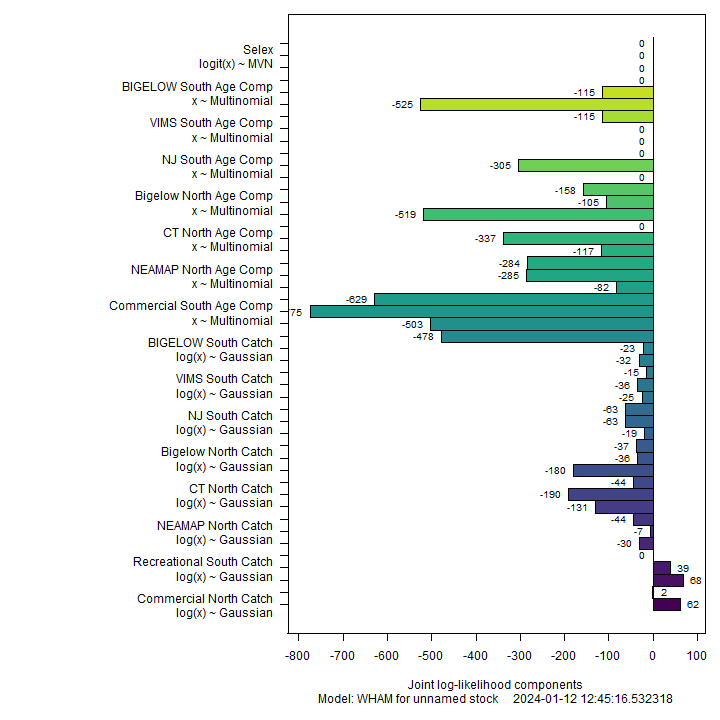 Selex
logit(x) ~ MVN
BIGELOW South Age Comp
x ~ Multinomial
VIMS South Age Comp
x ~ Multinomial
NJ South Age Comp
x ~ Multinomial
Bigelow North Age Comp
x ~ Multinomial
CT North Age Comp
x ~ Multinomial
NEAMAP North Age Comp
x ~ Multinomial
Commercial South Age Comp
x ~ Multinomial
BIGELOW South Catch
log(x) ~ Gaussian
VIMS South Catch
log(x) ~ Gaussian
NJ South Catch
log(x) ~ Gaussian
Bigelow North Catch
log(x) ~ Gaussian
CT North Catch
log(x) ~ Gaussian
NEAMAP North Catch
log(x) ~ Gaussian
Recreational South Catch
log(x) ~ Gaussian
Commercial North Catch
log(x) ~ Gaussian
0
0
0
0
-115
-525
-115
0
0
0
-305
0
-158
-105
-519
0
-337
-117
-284
-285
-82
-629
75
-503
-478
-23
-32
-15
-36
-25
-63
-63
-19
-37
-36
-180
-44
-190
-131
-44
-7
-30
0
39
68
2
62
-800 -700 -600 -500 -400 -300 -200 -100 0 100
Joint log-likelihood components
Model: WHAM for unnamed stock 2024-01-12 12:45:16.532318